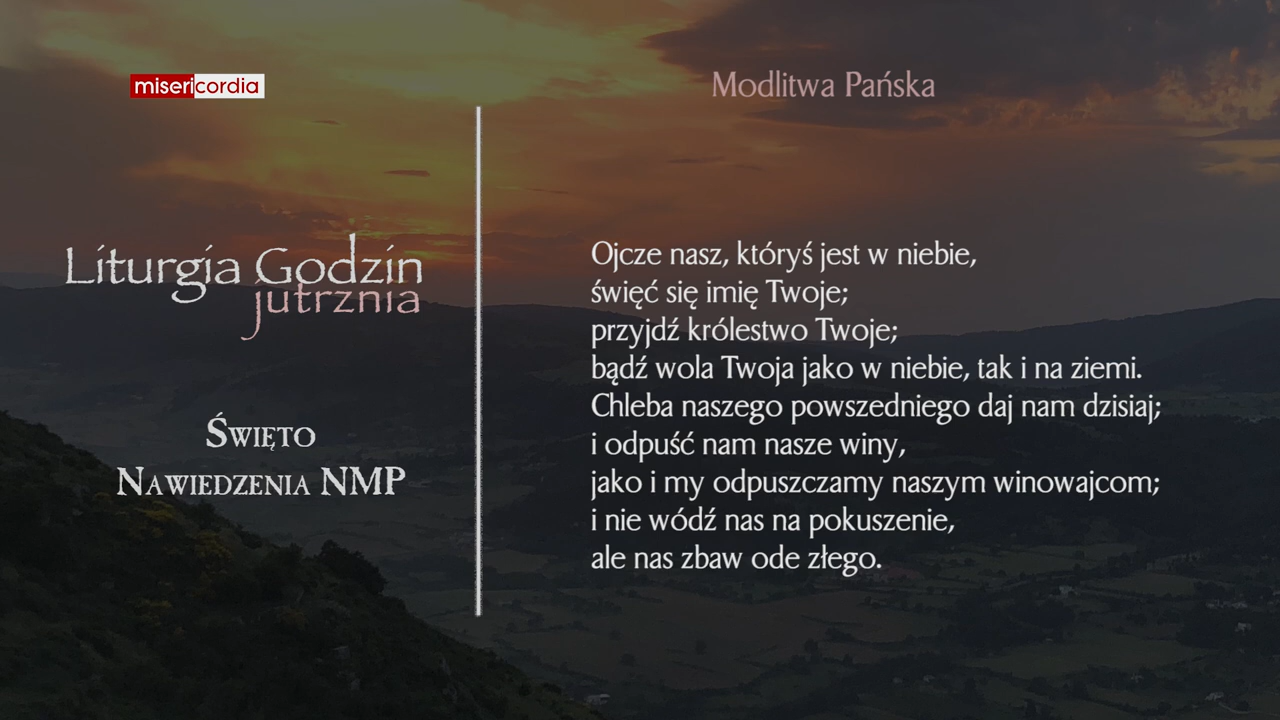 misericordia
Liturgia Godzin
jutrznia
Święto
Nawiedzenia NMP
Modlitwa Pańska
Ojcze nasz, któryś jest w niebie,
święć się imię Twoje;
przyjdź królestwo Twoje;
bądź wola Twoja jako w niebie, tak i na ziemi.
Chleba naszego powszedniego daj nam dzisiaj;
i odpuść nam nasze winy,
jako i my odpuszczamy naszym winowajcom;
i nie wódź nas na pokuszenie,
ale nas zbaw ode złego.